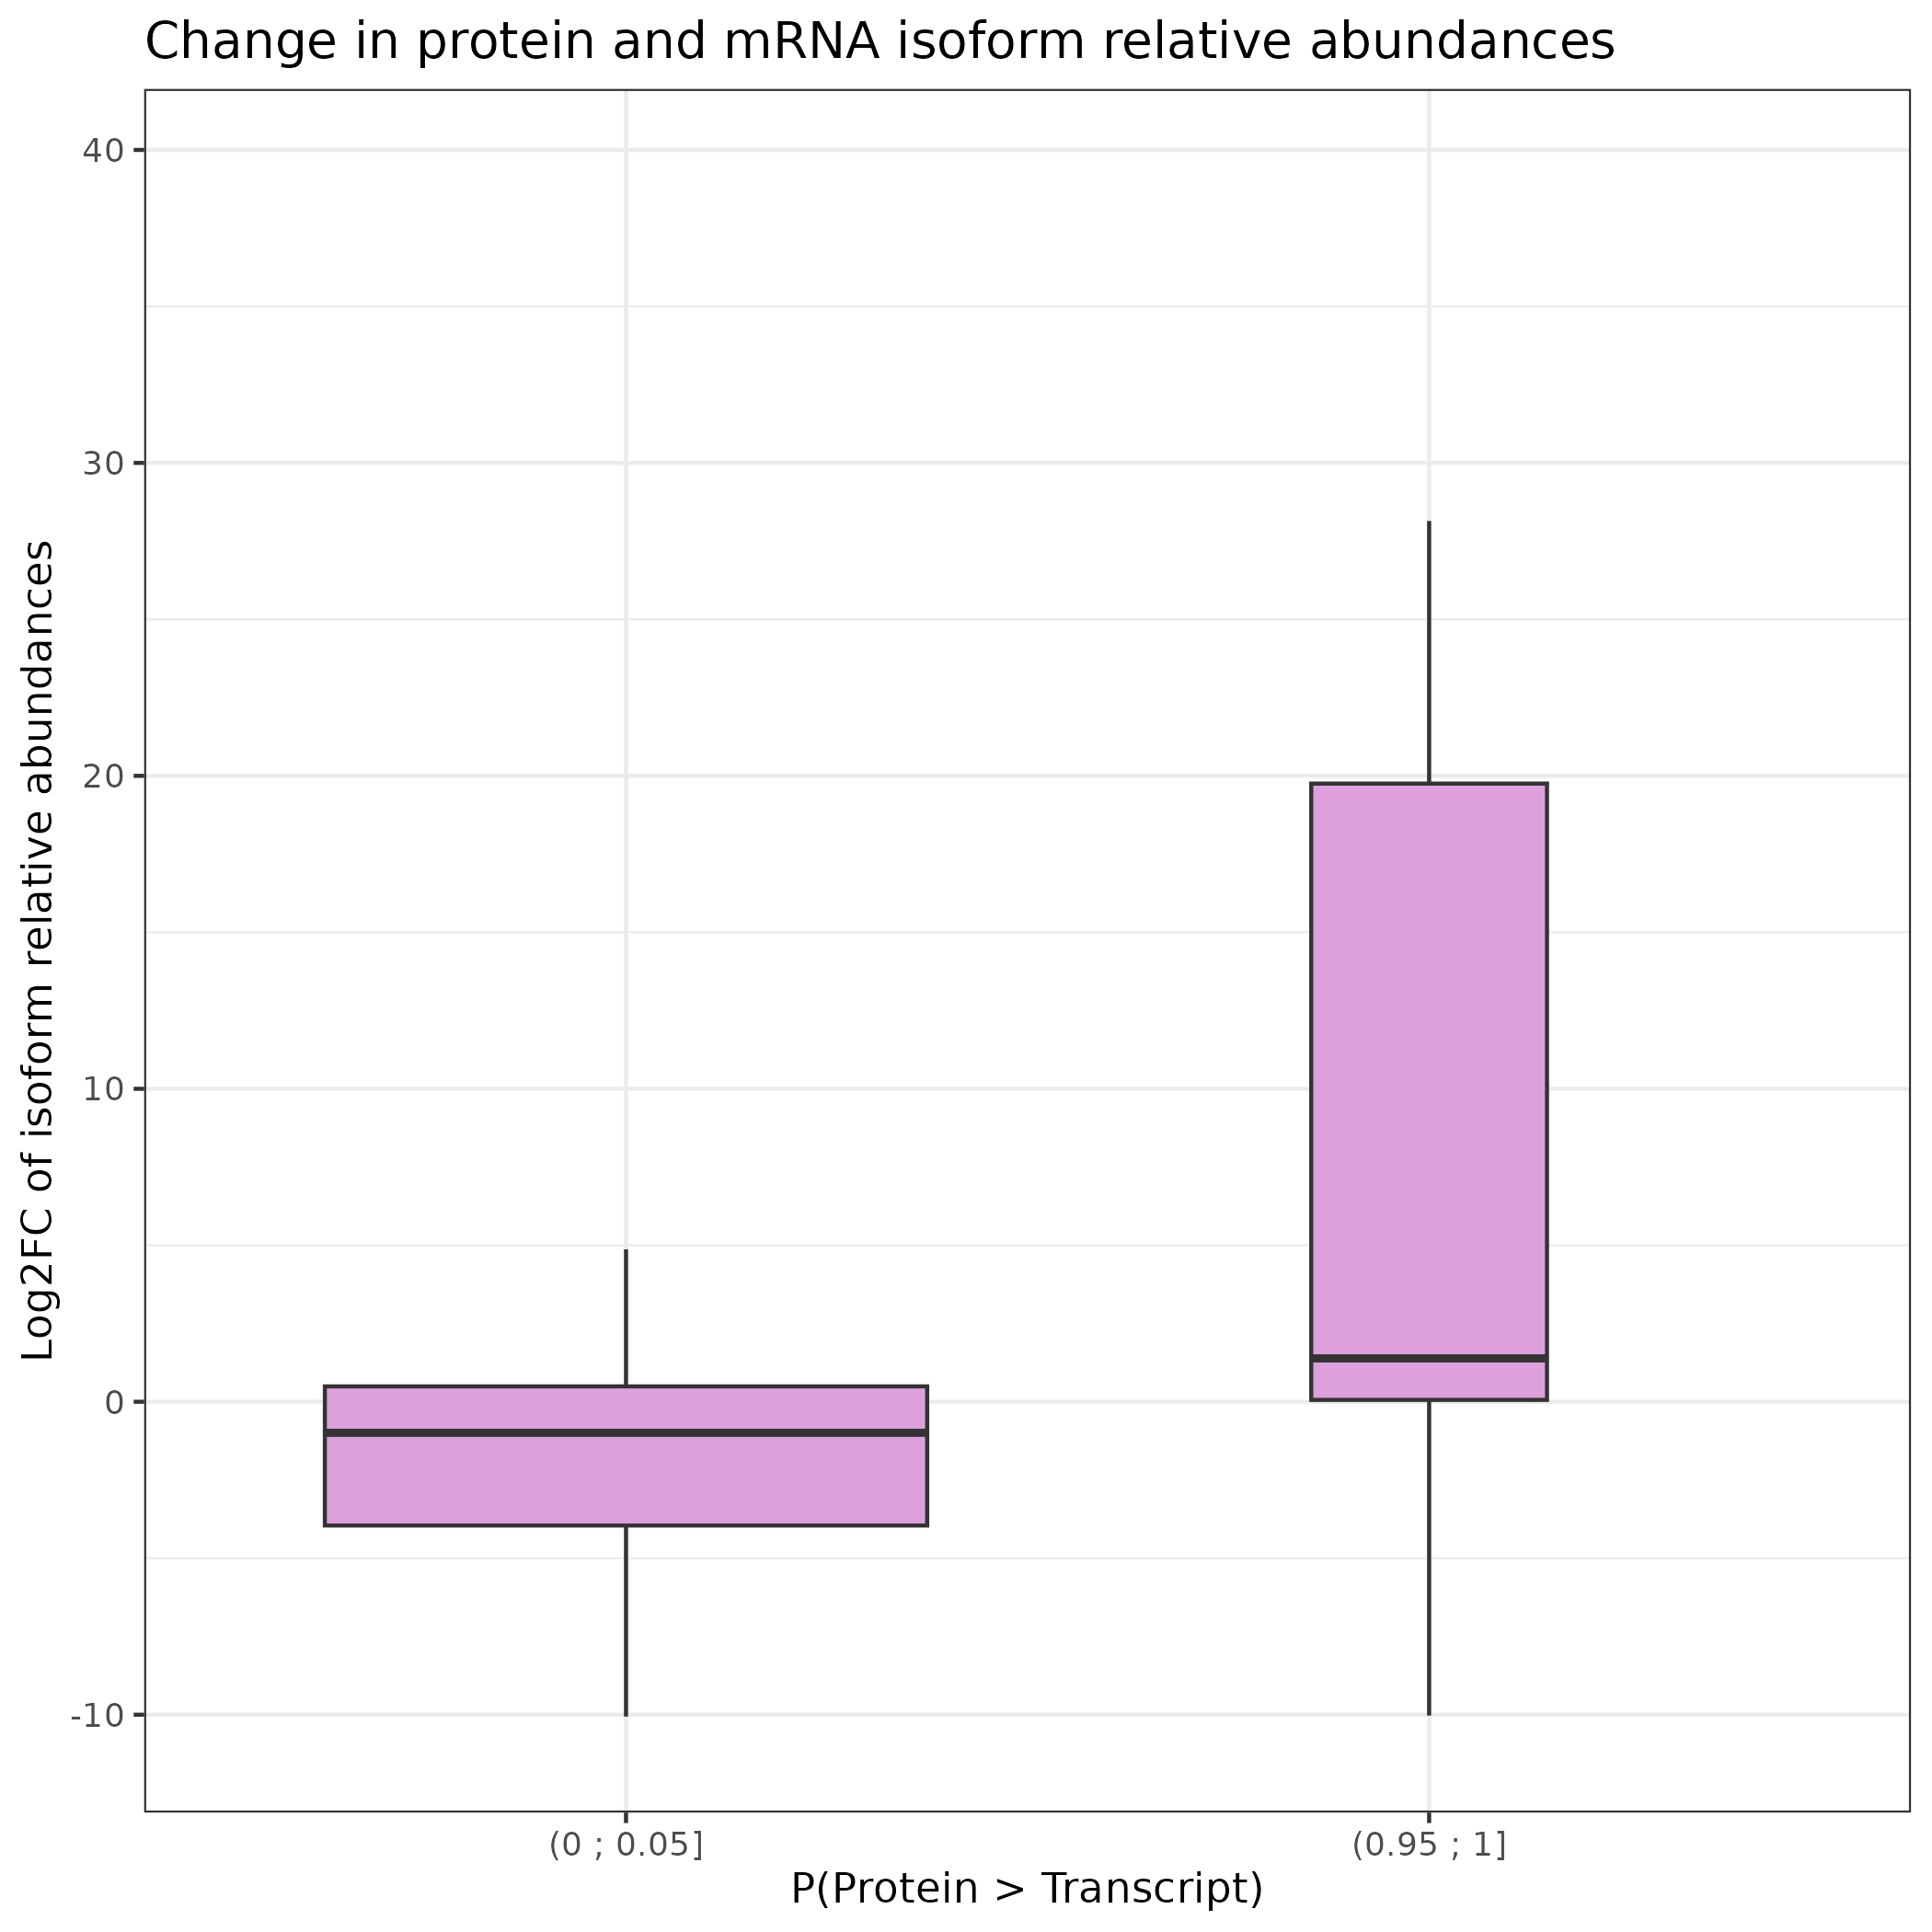 Change in protein and mRNA isoform relative abundances
Log2FC of isoform relative abundances
40
30
20
10
0
-10
(0 ; 0.05]
(0.95 ; 1]
P(Protein > Transcript)